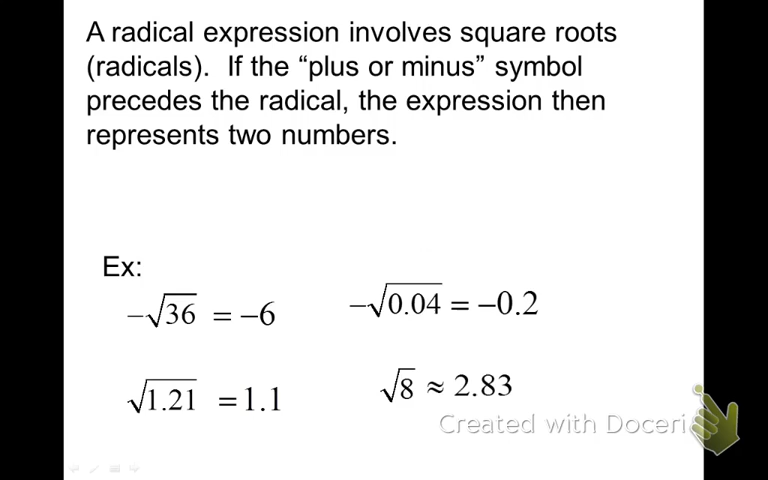 A radical expression involves square roots
(radicals).  If the “plus or minus” symbol
precedes the radical, the expression then
represents two numbers.
Ex:
−√36 = −6
−√0.04 = −0.2
√1.21 = 1.1
√8 ≈ 2.83
Created with Doceri